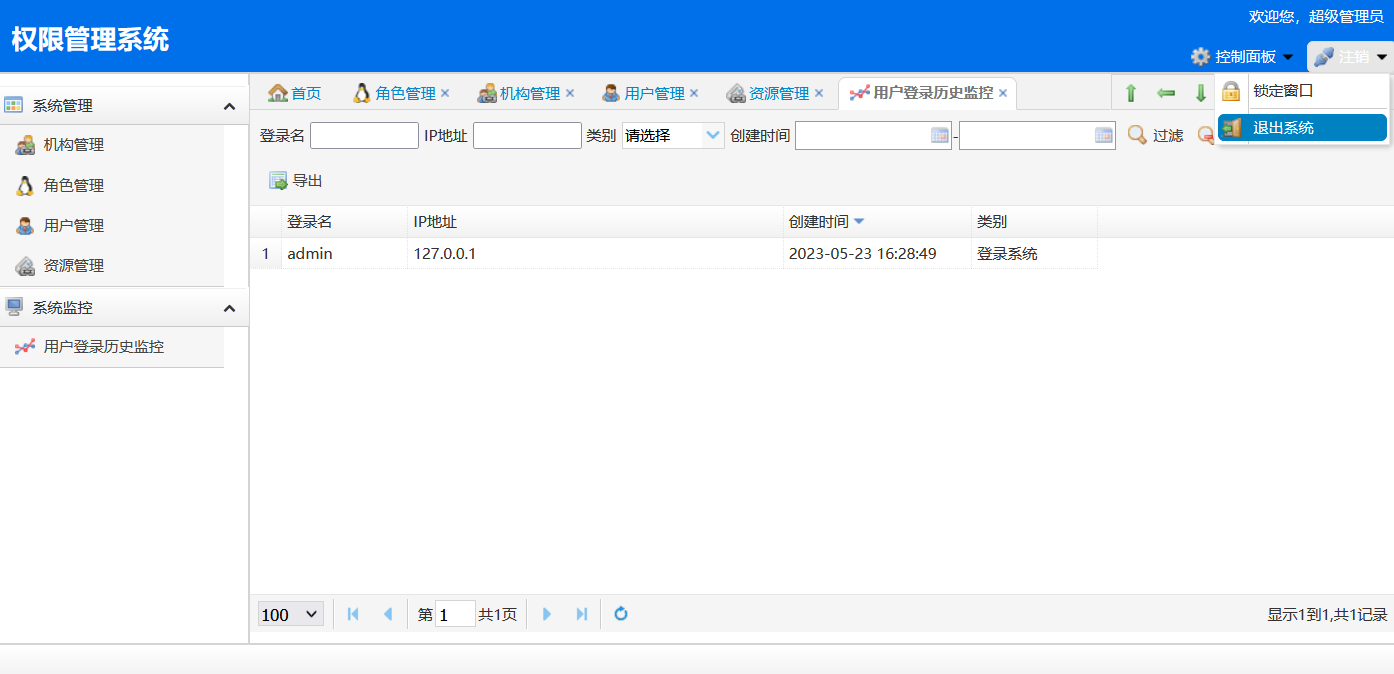 欢迎您，超级管理员
权限管理系统
控制面板 注销
系统管理
首页 角色管理 机构管理 用户管理 资源管理 用户登录历史监控
锁定窗口
退出系统
登录名 IP地址 类别 请选择 创建时间 - 过滤
机构管理
角色管理
用户管理
资源管理
系统监控
用户登录历史监控
导出
登录名 IP地址 创建时间 类别
1 admin 127.0.0.1 2023-05-23 16:28:49 登录系统
100 第 1 共1页 显示1到1,共1记录